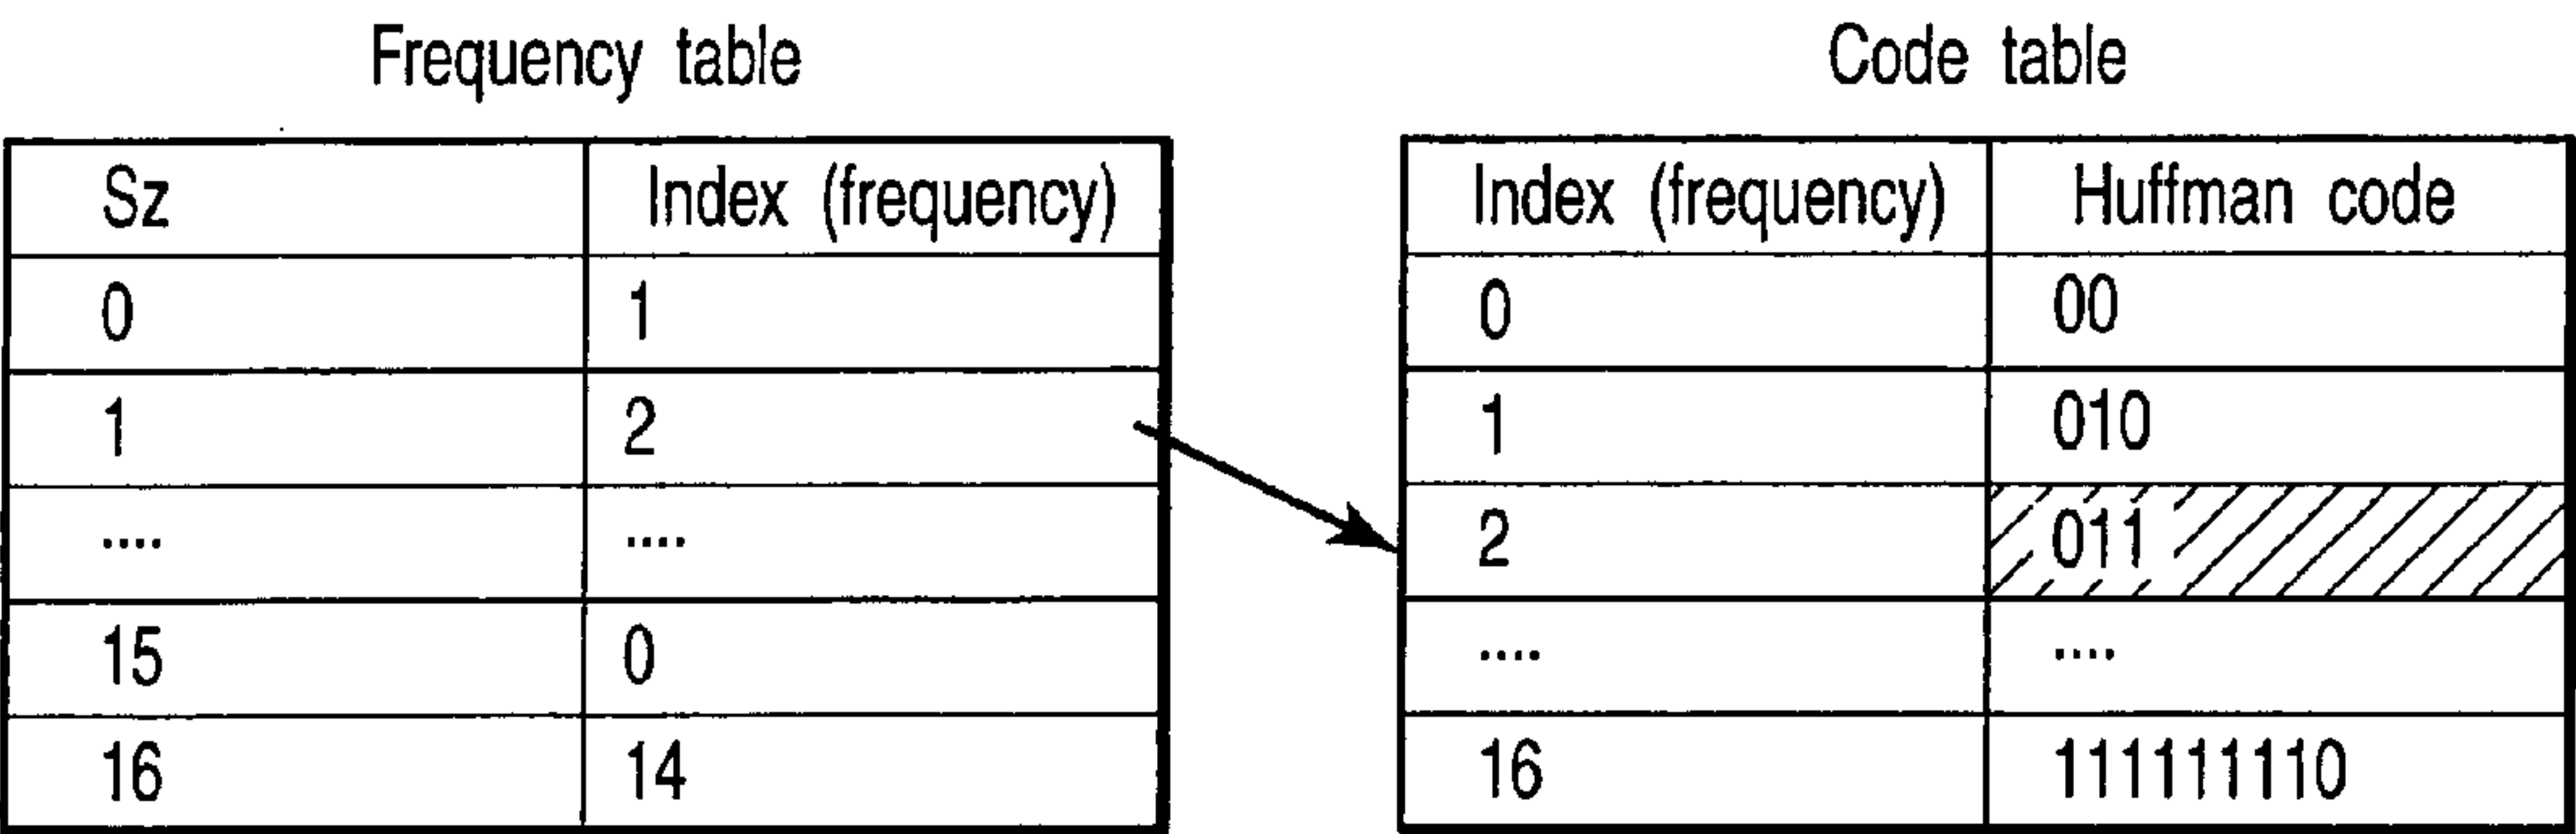 Frequency table
Sz Index (frequency)
0 1
1 2
.... ....
15 0
16 14
Code table
Index (frequency) Huffman code
0 00
1 010
2 011
.... ....
16 111111110